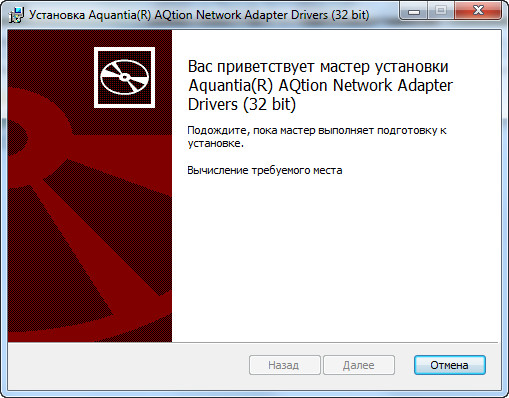 Установка Aquantia(R) AQtion Network Adapter Drivers (32 bit)
Вас приветствует мастер установки
Aquantia(R) AQtion Network Adapter
Drivers (32 bit)
Подождите, пока мастер выполняет подготовку к
установке.
Вычисление требуемого места
Назад
Далее
Отмена